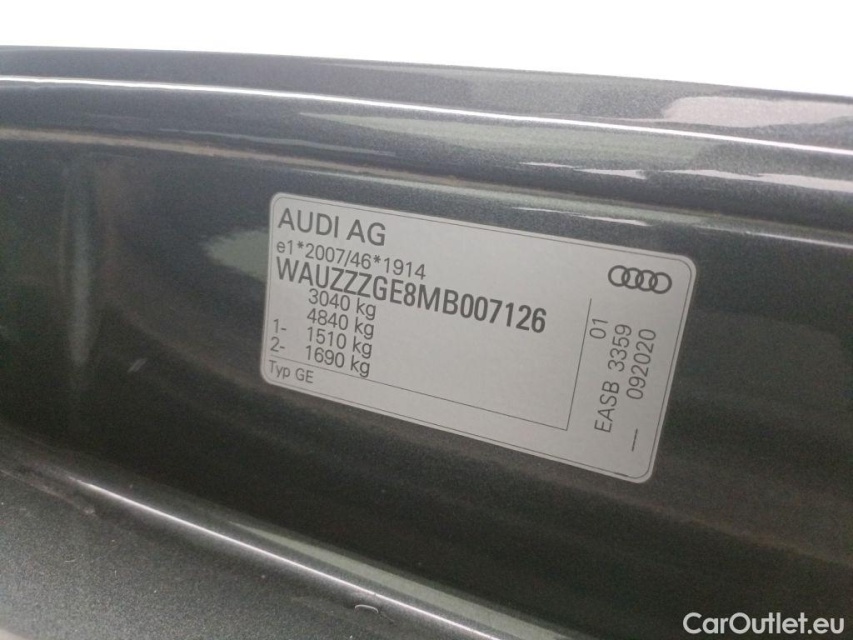 AUDI AG
e1*2007/46*1914
WAUZZZGE8MB007126
3040 kg
4840 kg
1- 1510 kg
2- 1690 kg
Typ GE
01
EASB 3359
092020
CarOutlet.eu